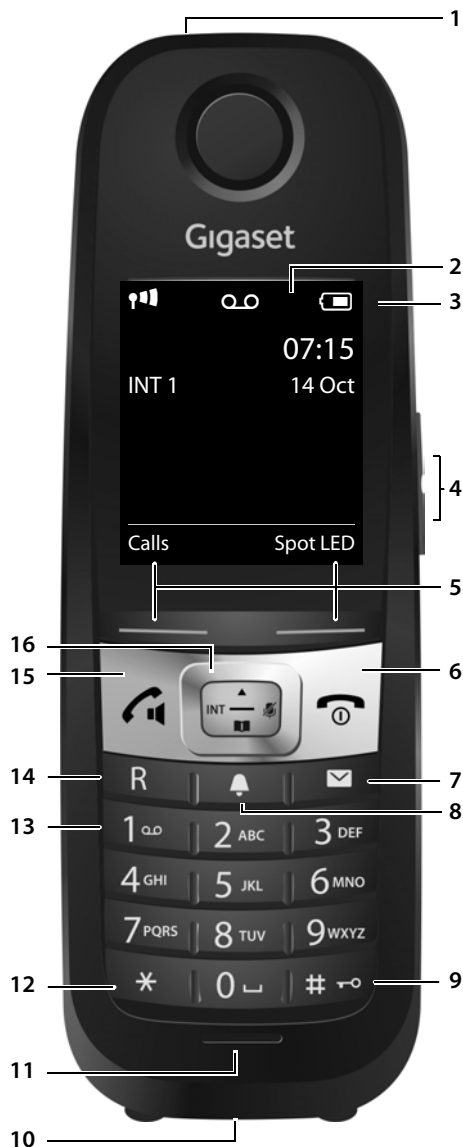 1
Gigaset
2
3
07:15
INT 1 14 Oct
4
Calls Spot LED
5
16
15
6
INT
14
R
7
8
13
1 2 ABC 3 DEF
4 GHI 5 JKL 6 MNO
7 PQRS 8 TUV 9 WXYZ
12
* 0 #
9
11
10